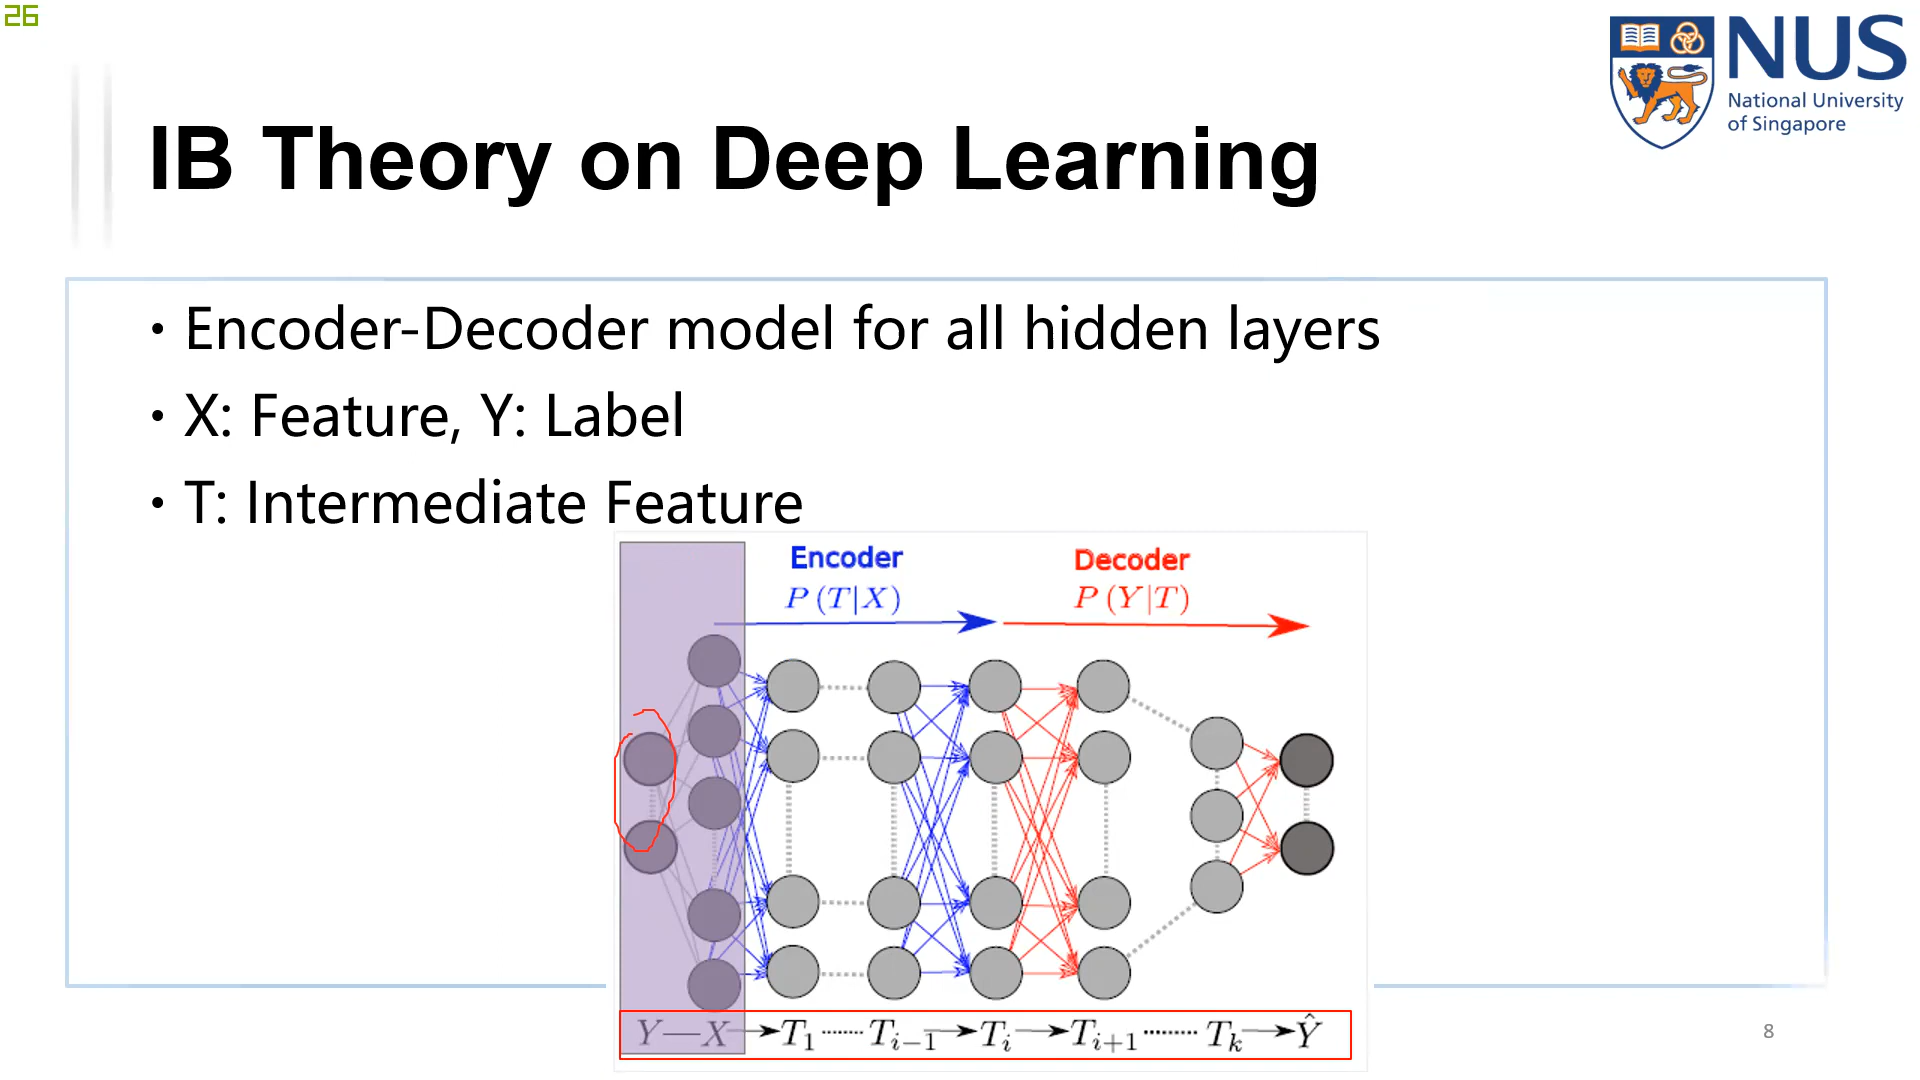 26
NUS
National University
of Singapore
IB Theory on Deep Learning
• Encoder-Decoder model for all hidden layers
• X: Feature, Y: Label
• T: Intermediate Feature
Encoder
P (T|X)
Decoder
P (Y|T)
Y—X→T₁ ······· Tᵢ₋₁→Tᵢ→Tᵢ₊₁ ········· Tₖ→Ŷ
8